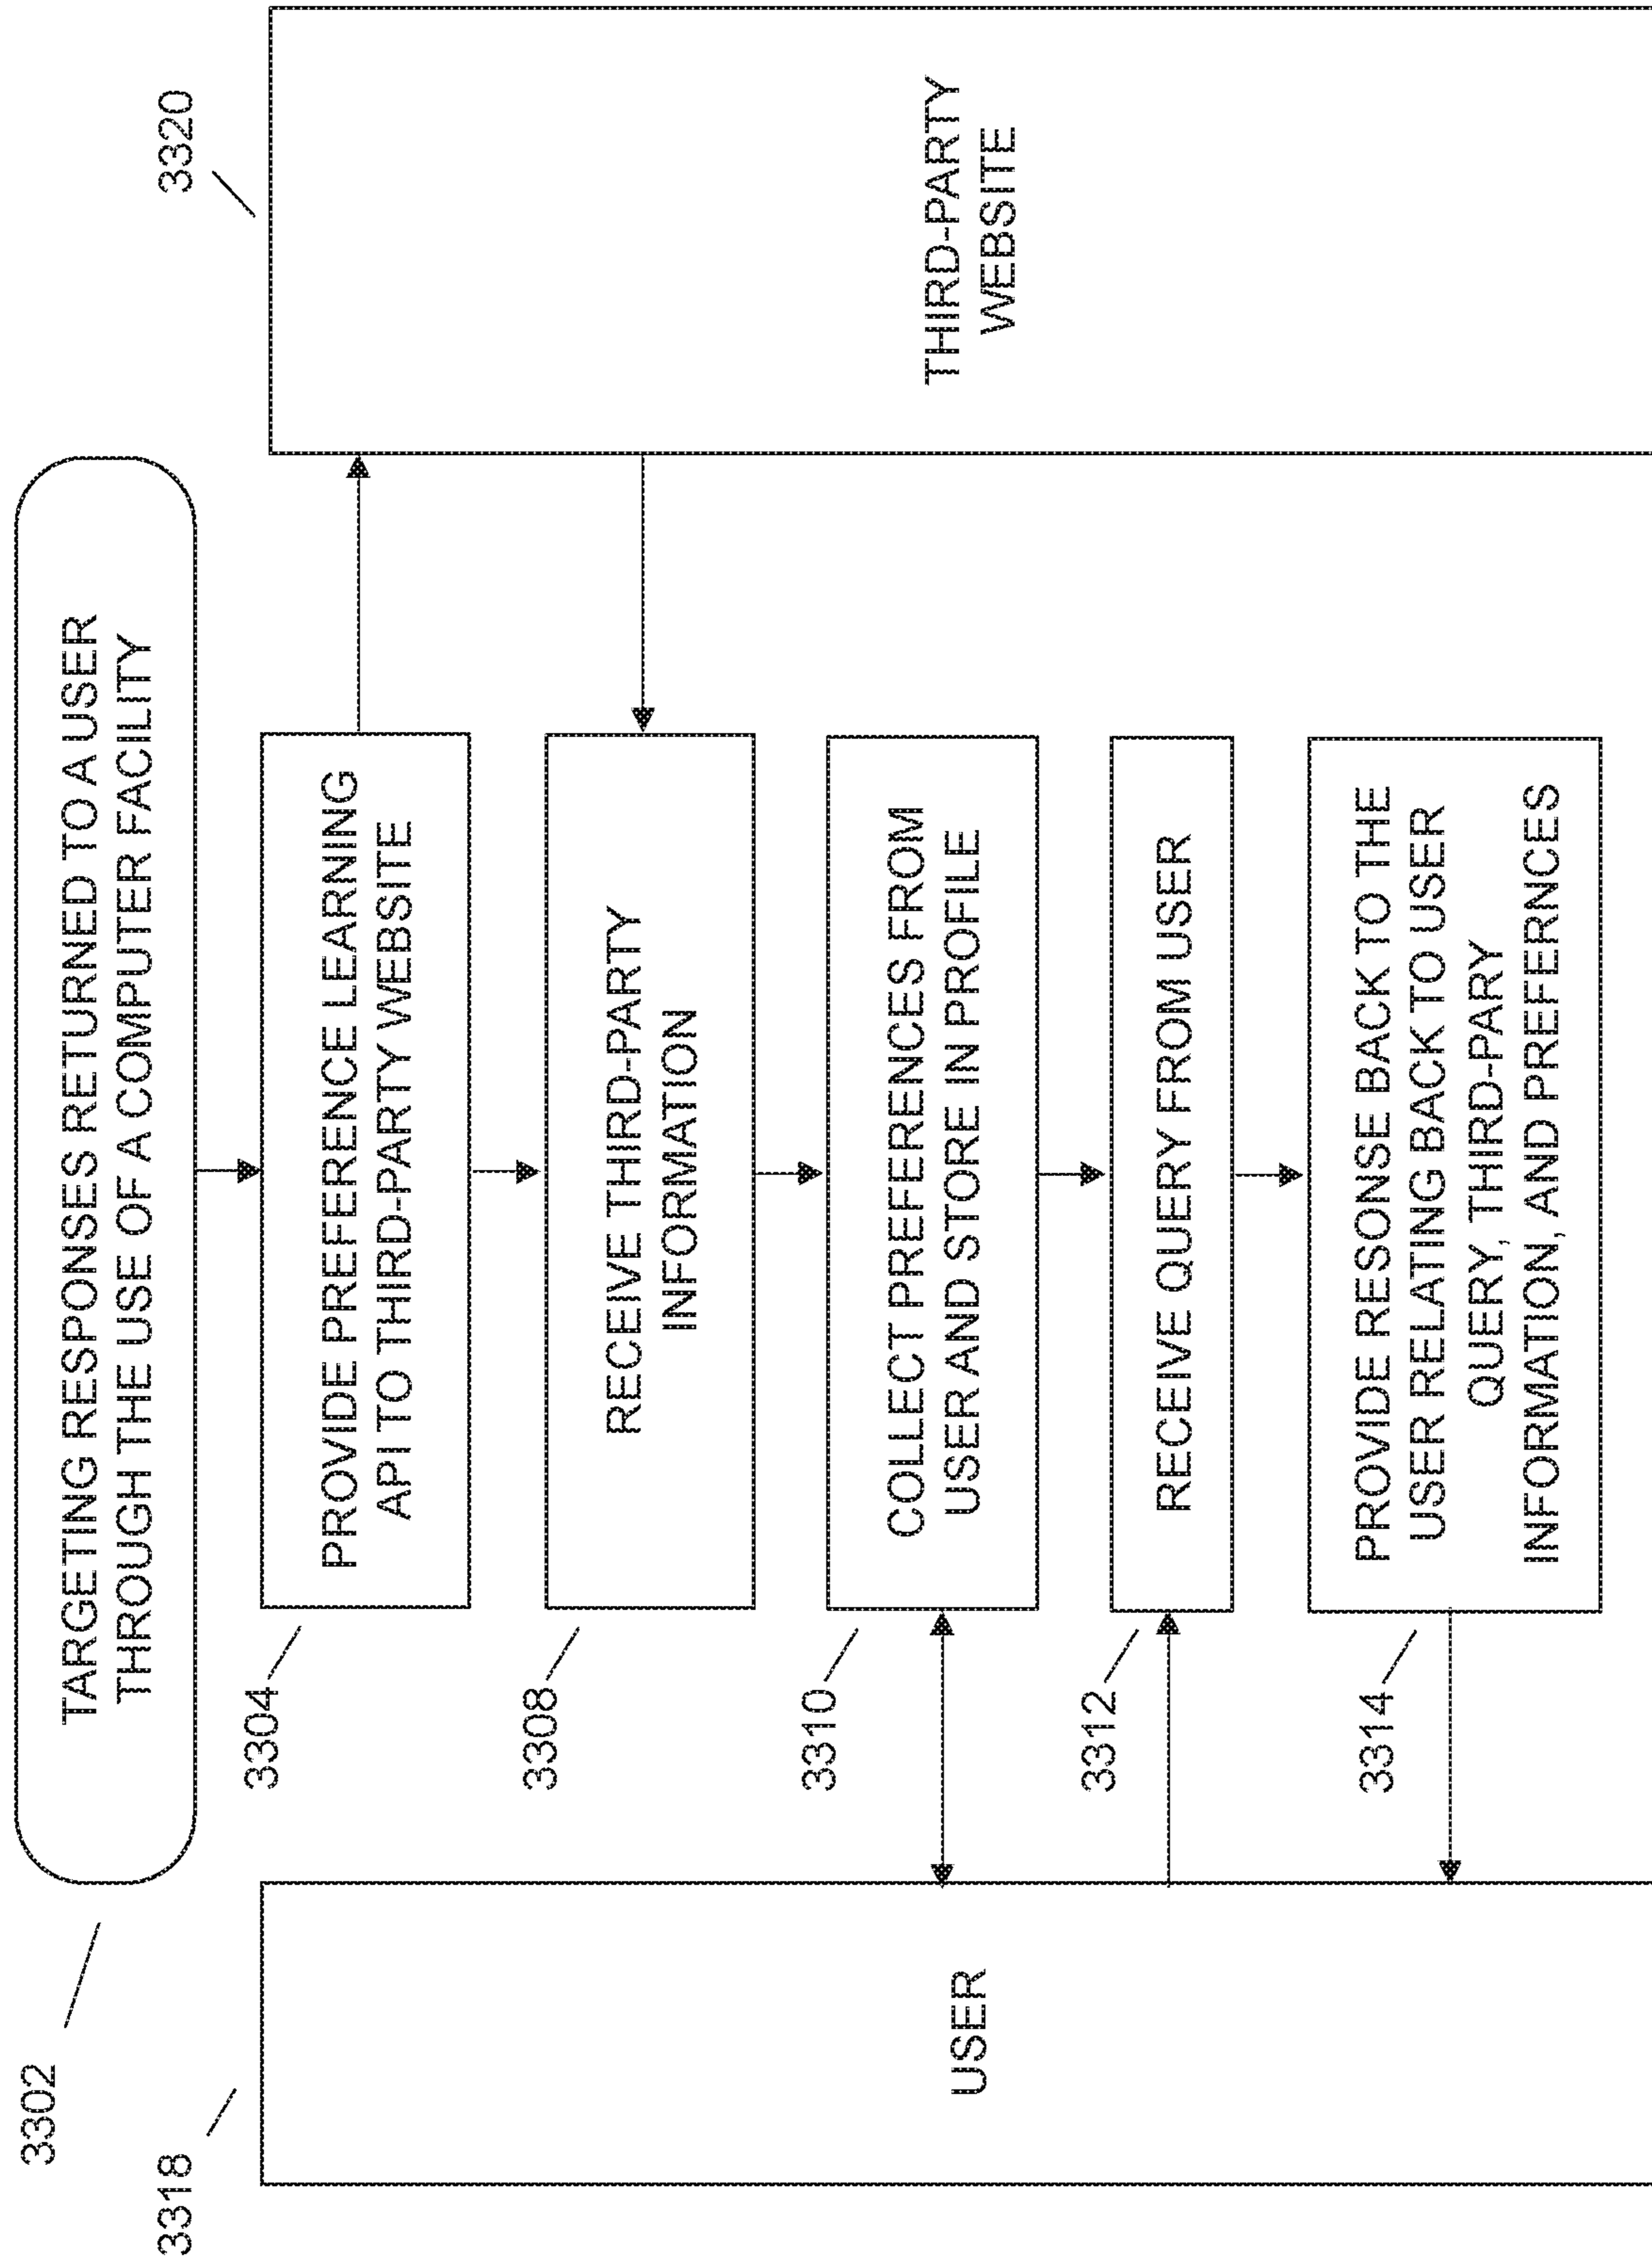 3302
TARGETING RESPONSES RETURNED TO A USER
THROUGH THE USE OF A COMPUTER FACILITY
3318
USER
3304
PROVIDE PREFERENCE LEARNING
API TO THIRD-PARTY WEBSITE
3308
RECEIVE THIRD-PARTY
INFORMATION
3310
COLLECT PREFERENCES FROM
USER AND STORE IN PROFILE
3312
RECEIVE QUERY FROM USER
3314
PROVIDE RESONSE BACK TO THE
USER RELATING BACK TO USER
QUERY, THIRD-PARY
INFORMATION, AND PREFERNCES
3320
THIRD-PARTY
WEBSITE